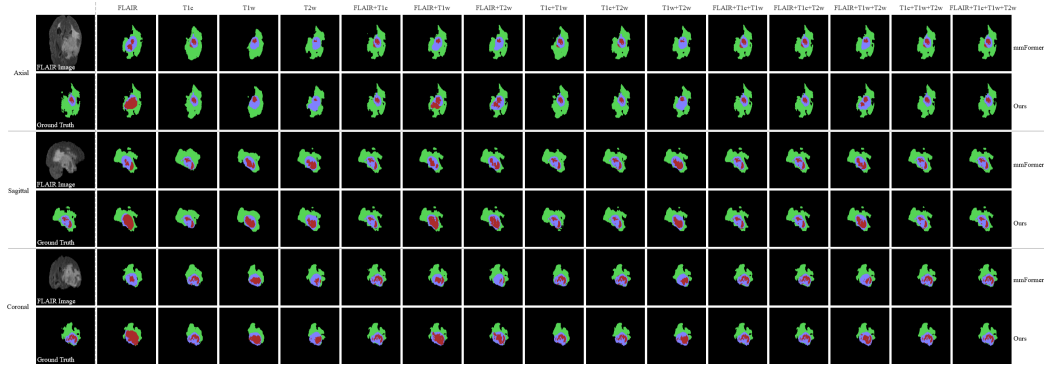 FLAIR T1c T1w T2w FLAIR+T1c FLAIR+T1w FLAIR+T2w T1c+T1w T1c+T2w T1w+T2w FLAIR+T1c+T1w FLAIR+T1c+T2w FLAIR+T1w+T2w T1c+T1w+T2w FLAIR+T1c+T1w+T2w
mmFormer
FLAIR Image
Axial
Ours
Ground Truth
mmFormer
FLAIR Image
Sagittal
Ours
Ground Truth
mmFormer
FLAIR Image
Coronal
Ours
Ground Truth